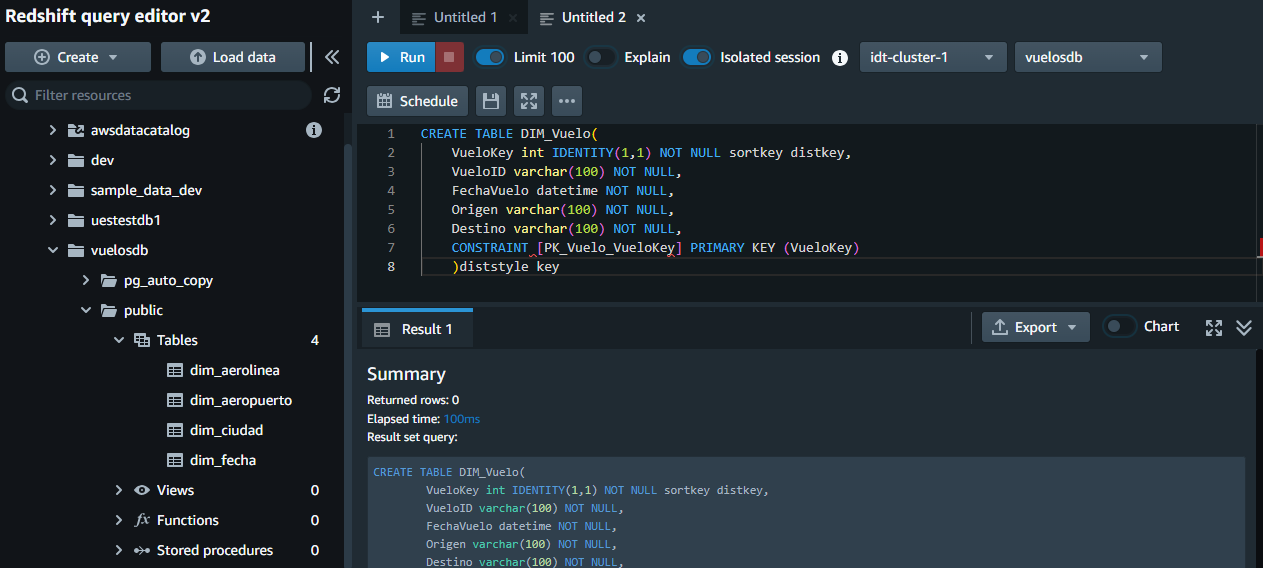 Redshift query editor v2
Create
Load data
Filter resources
awsdatacatalog
dev
sample_data_dev
uestestdb1
vuelosdb
pg_auto_copy
public
Tables 4
dim_aerolinea
dim_aeropuerto
dim_ciudad
dim_fecha
Views 0
fx Functions 0
Stored procedures 0
Untitled 1
Untitled 2
Run
Limit 100
Explain
Isolated session
idt-cluster-1
vuelosdb
Schedule
1 CREATE TABLE DIM_Vuelo(
2 VueloKey int IDENTITY(1,1) NOT NULL sortkey distkey,
3 VueloID varchar(100) NOT NULL,
4 FechaVuelo datetime NOT NULL,
5 Origen varchar(100) NOT NULL,
6 Destino varchar(100) NOT NULL,
7 CONSTRAINT [PK_Vuelo_VueloKey] PRIMARY KEY (VueloKey)
8 )diststyle key
Result 1
Export
Chart
Summary
Returned rows: 0
Elapsed time: 100ms
Result set query:
CREATE TABLE DIM_Vuelo(
VueloKey int IDENTITY(1,1) NOT NULL sortkey distkey,
VueloID varchar(100) NOT NULL,
FechaVuelo datetime NOT NULL,
Origen varchar(100) NOT NULL,
Destino varchar(100) NOT NULL,